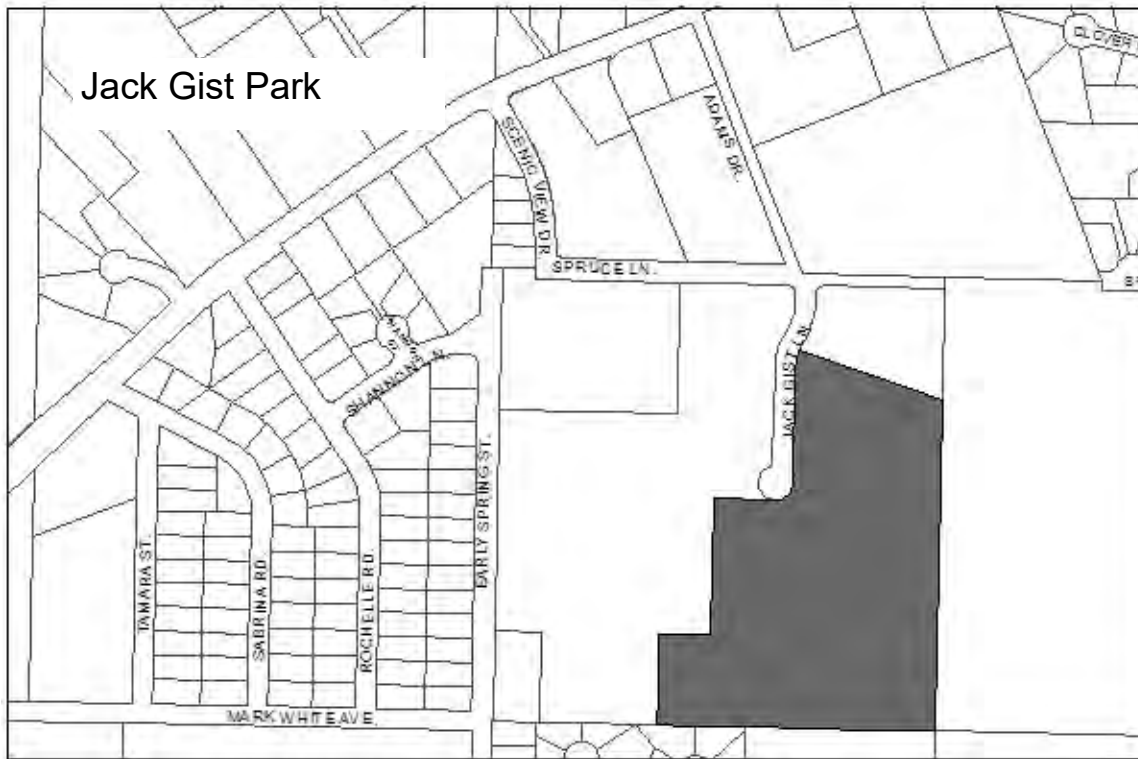 Jack Gist Park
CLOVER
SCENIC VIEW DR.
ADAMS DR.
SPRUCE LN.
JACK GIST LN
SHANNON LN.
EARLY SPRING ST.
TAMARA ST.
SABRINA RD.
ROCHELLE RD.
MARK WHITE AVE.